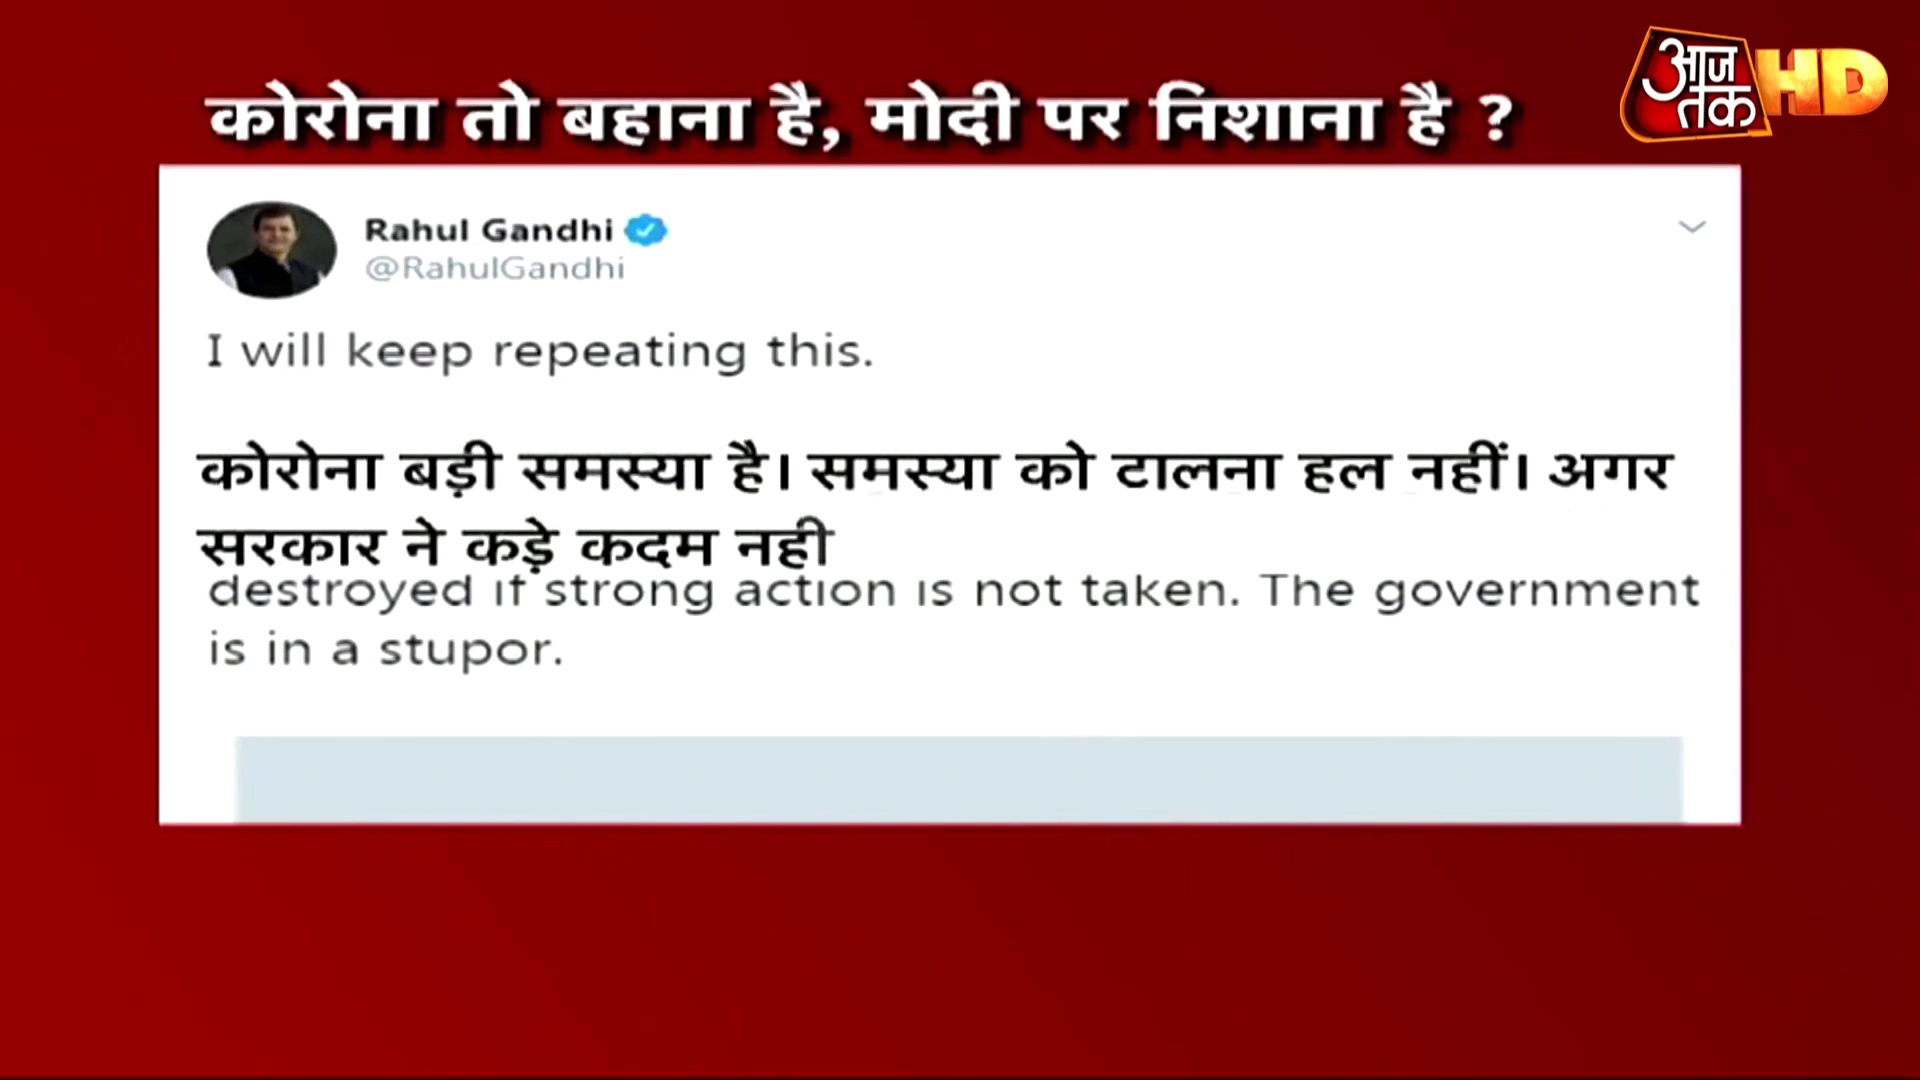 आज तक HD
कोरोना तो बहाना है, मोदी पर निशाना है ?
Rahul Gandhi
@RahulGandhi
I will keep repeating this.
कोरोना बड़ी समस्या है। समस्या को टालना हल नहीं। अगर
सरकार ने कड़े कदम नही
destroyed if strong action is not taken. The government
is in a stupor.